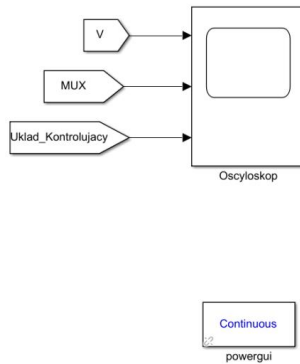 V
MUX
Uklad_Kontrolujacy
Oscyloskop
Continuous
powergui